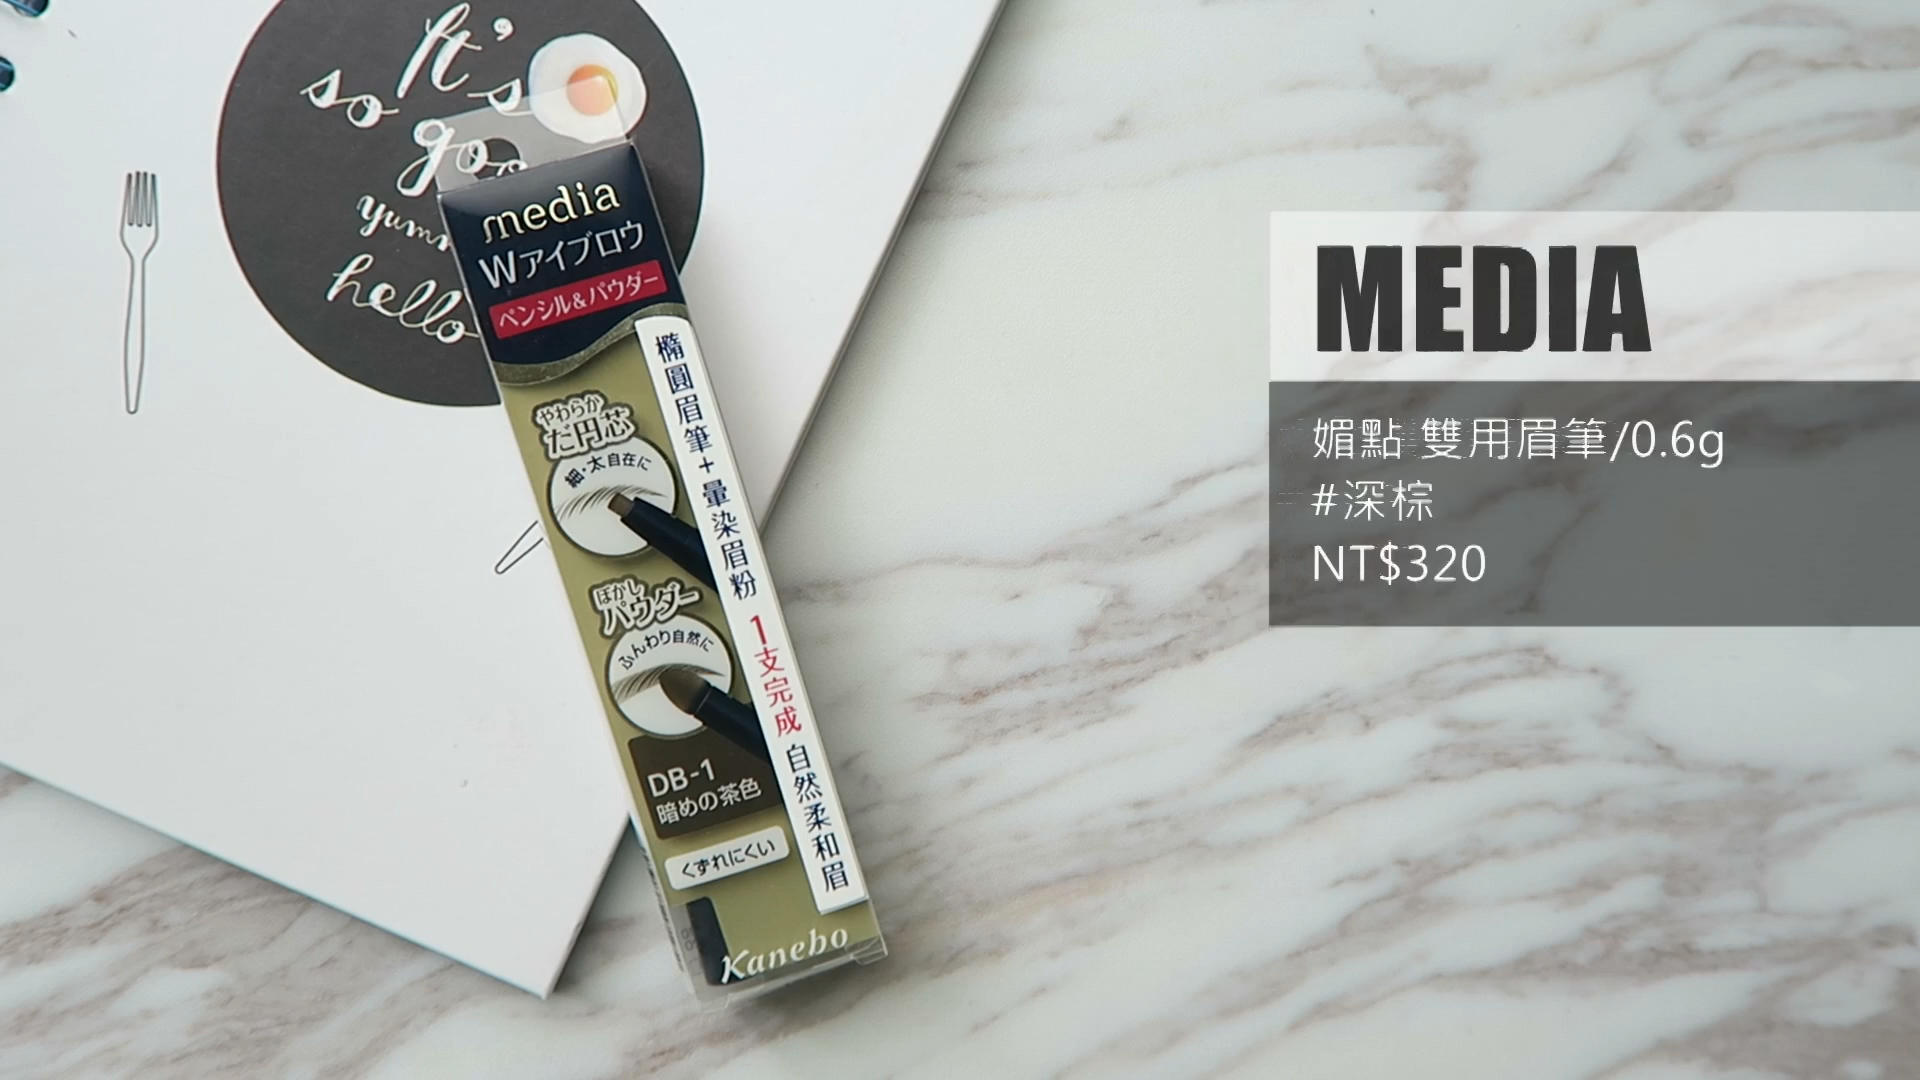 It's
so
goo
yumm
hello
media
Wアイブロウ
ペンシル&パウダー
橢圓眉筆+暈染眉粉 1支完成 自然柔和眉
やわらか
だ円芯
細・太自在に
ぼかし
パウダー
ふんわり自然に
DB-1
暗めの茶色
くずれにくい
Kanebo
MEDIA
媚點 雙用眉筆/0.6g
#深棕
NT$320